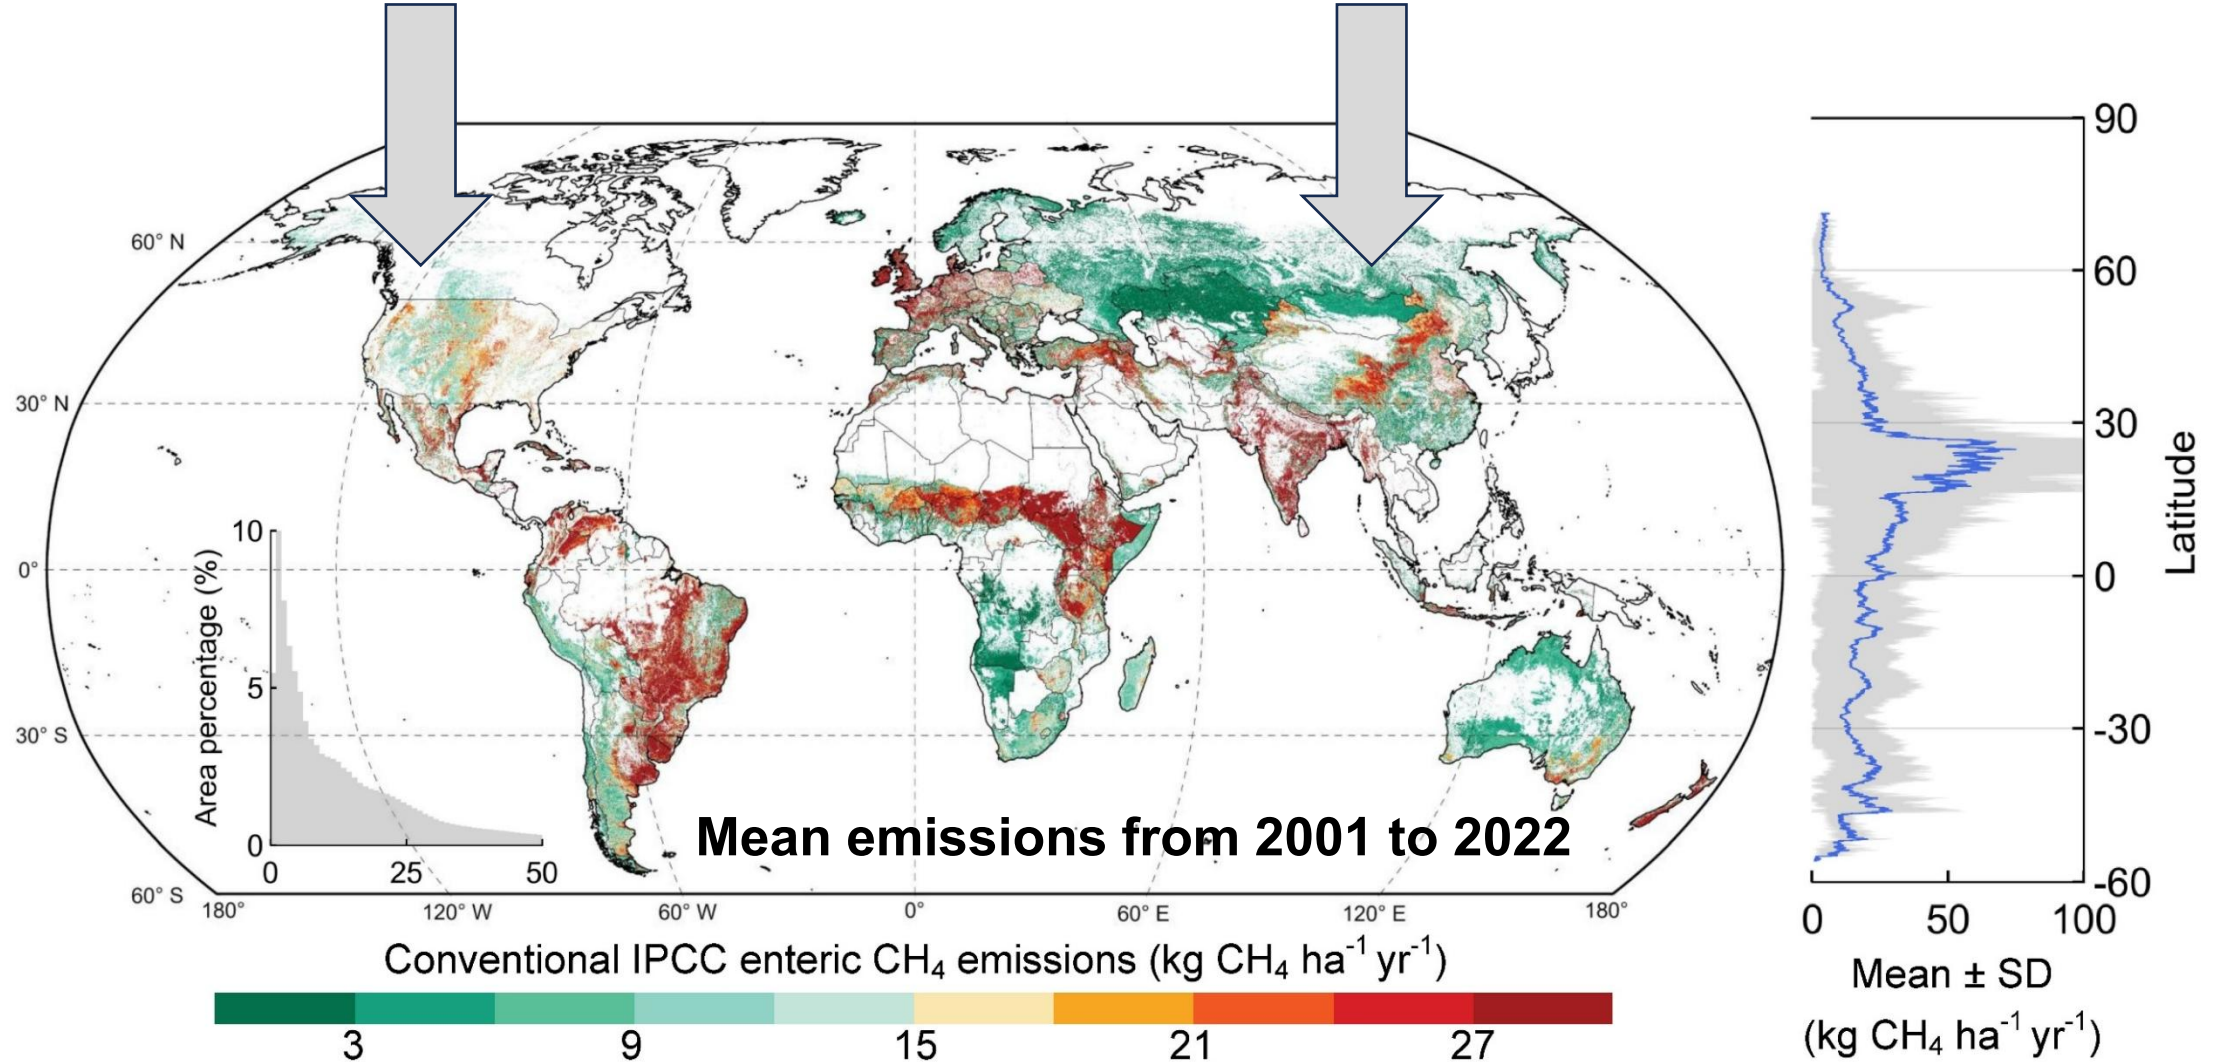 90
60° N
60
30° N
30
Latitude
10
Area percentage (%)
0°
0
5
30° S
-30
Mean emissions from 2001 to 2022
0
0
25
50
60° S
-60
180°
120° W
60° W
0°
60° E
120° E
180°
0
50
100
Conventional IPCC enteric CH₄ emissions (kg CH₄ ha⁻¹ yr⁻¹)
Mean ± SD
(kg CH₄ ha⁻¹ yr⁻¹)
3
9
15
21
27